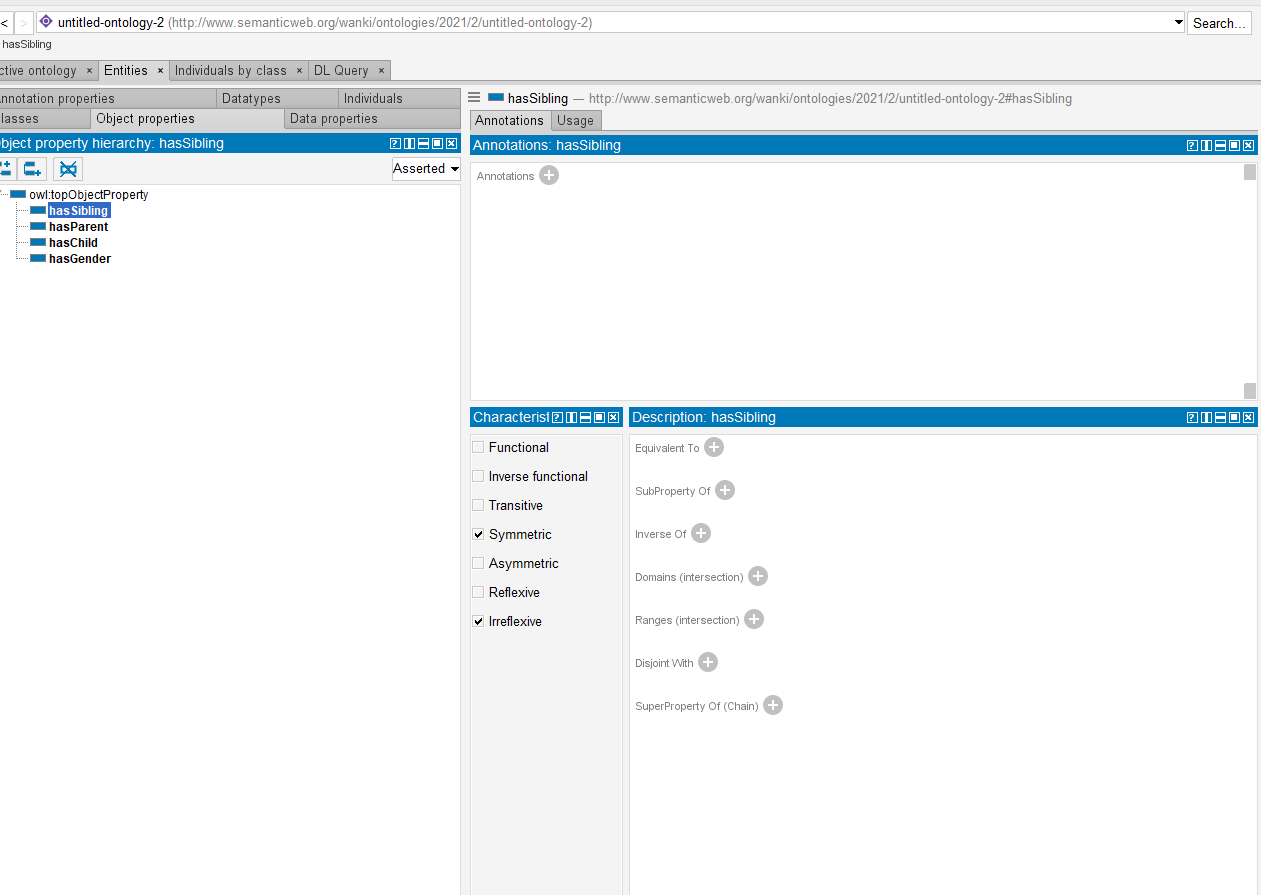 < > untitled-ontology-2 (http://www.semanticweb.org/wanki/ontologies/2021/2/untitled-ontology-2) Search...
hasSibling
ctive ontology × Entities × Individuals by class × DL Query ×
nnotation properties Datatypes Individuals
lasses Object properties Data properties
bject property hierarchy: hasSibling
Asserted
owl:topObjectProperty
hasSibling
hasParent
hasChild
hasGender
hasSibling — http://www.semanticweb.org/wanki/ontologies/2021/2/untitled-ontology-2#hasSibling
Annotations Usage
Annotations: hasSibling
Annotations
Characterist
Functional
Inverse functional
Transitive
Symmetric
Asymmetric
Reflexive
Irreflexive
Description: hasSibling
Equivalent To
SubProperty Of
Inverse Of
Domains (intersection)
Ranges (intersection)
Disjoint With
SuperProperty Of (Chain)